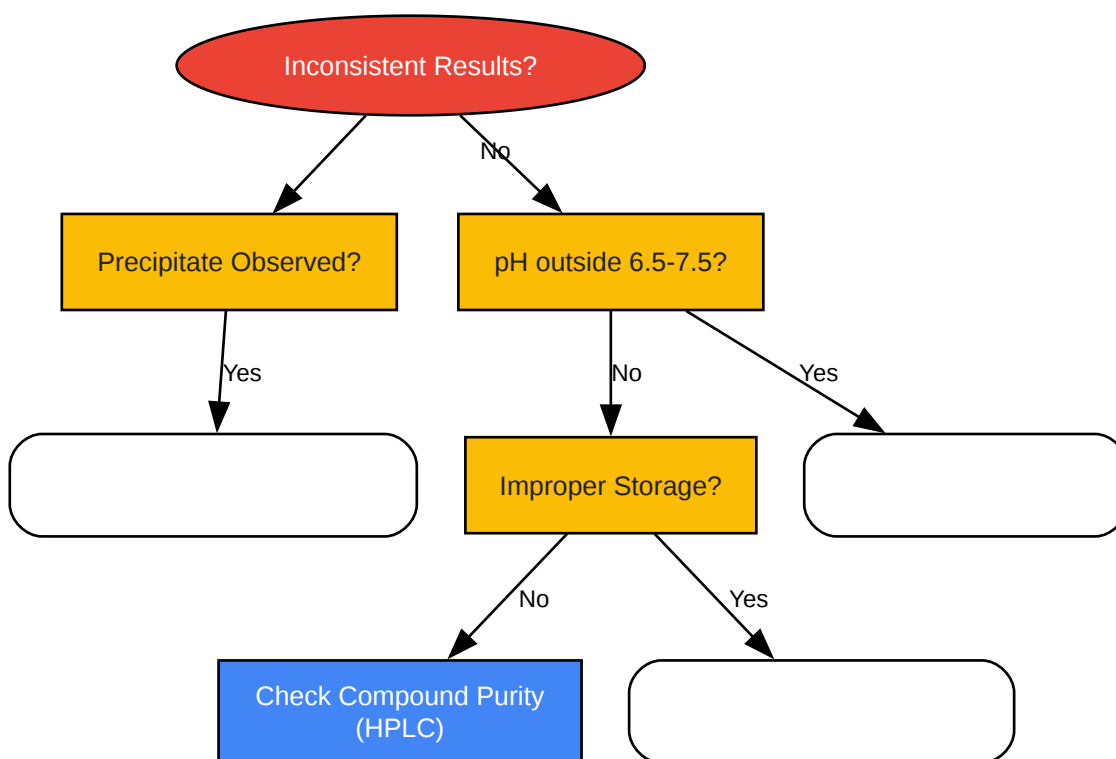 Inconsistent Results?
No
Precipitate Observed?
pH outside 6.5-7.5?
Yes
No
Yes
Improper Storage?
No
Yes
Check Compound Purity
(HPLC)